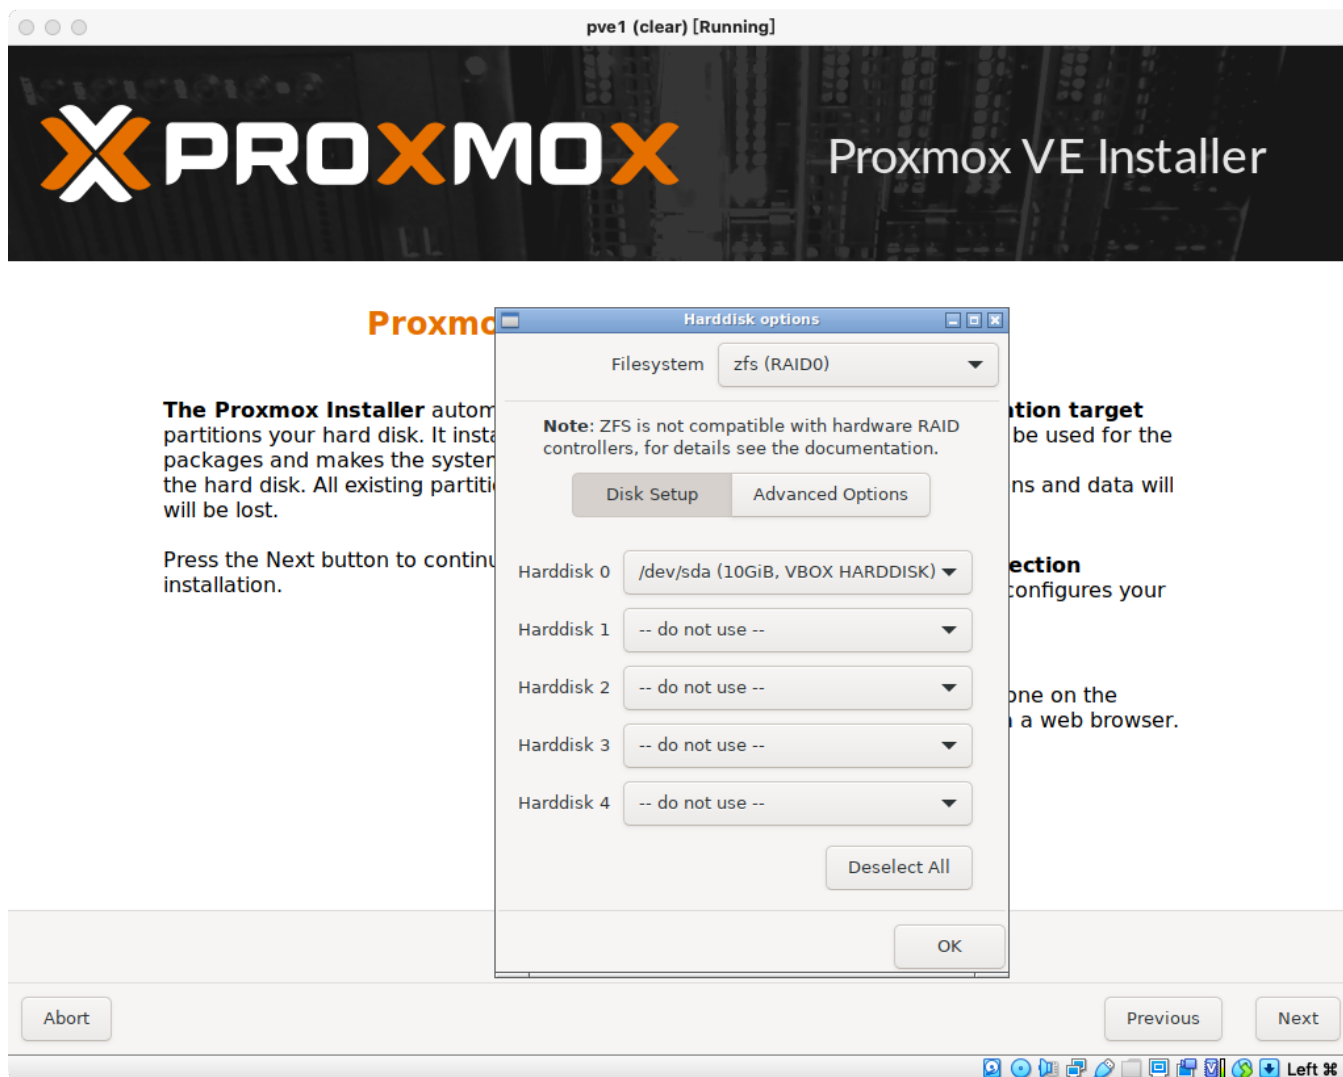 pve1 (clear) [Running]
PROXMOX
Proxmox VE Installer
Proxmo
The Proxmox Installer autom
partitions your hard disk. It insta
packages and makes the system
the hard disk. All existing partiti
will be lost.
Press the Next button to continu
installation.
Harddisk options
Filesystem zfs (RAID0)
Note: ZFS is not compatible with hardware RAID
controllers, for details see the documentation.
Disk Setup Advanced Options
Harddisk 0 /dev/sda (10GiB, VBOX HARDDISK)
Harddisk 1 -- do not use --
Harddisk 2 -- do not use --
Harddisk 3 -- do not use --
Harddisk 4 -- do not use --
Deselect All
OK
tion target
be used for the
ns and data will
ection
configures your
one on the
a web browser.
Abort
Previous Next
Left ⌘